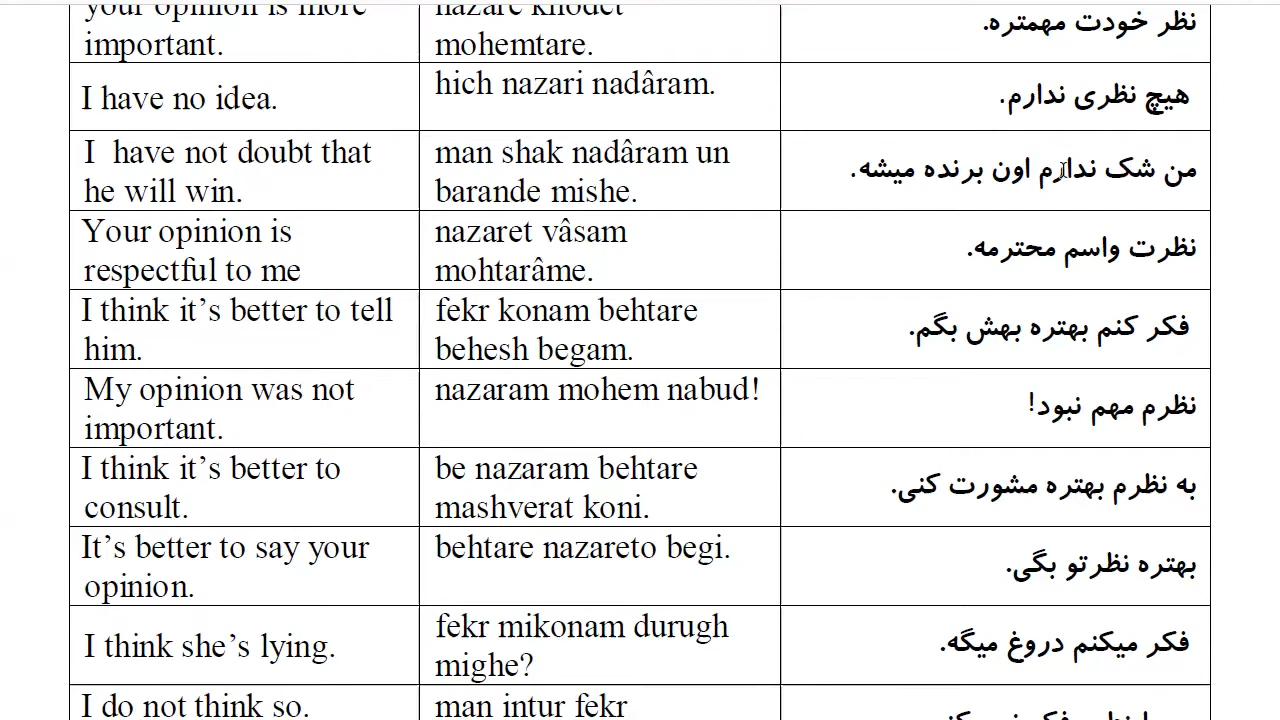 your opinion is more
important.
nazare khodet
mohemtare.
نظر خودت مهمتره.
I have no idea.
hich nazari nadâram.
هیچ نظری ندارم.
I  have not doubt that
he will win.
man shak nadâram un
barande mishe.
من شک ندارم اون برنده میشه.
Your opinion is
respectful to me
nazaret vâsam
mohtarâme.
نظرت واسم محترمه.
I think it’s better to tell
him.
fekr konam behtare
behesh begam.
فکر کنم بهتره بهش بگم.
My opinion was not
important.
nazaram mohem nabud!
نظرم مهم نبود!
I think it’s better to
consult.
be nazaram behtare
mashverat koni.
به نظرم بهتره مشورت کنی.
It’s better to say your
opinion.
behtare nazareto begi.
بهتره نظرتو بگی.
I think she’s lying.
fekr mikonam durugh
mighe?
فکر میکنم دروغ میگه.
I do not think so.
man intur fekr